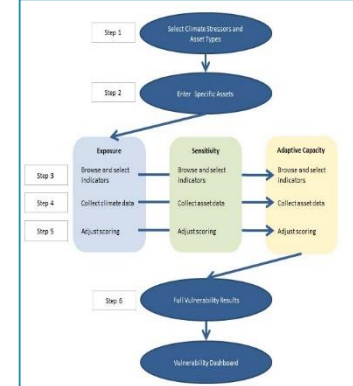 Step 1
Select Climate Stressors and
Asset Types
Step 2
Enter Specific Assets
Exposure
Sensitivity
Adaptive Capacity
Step 3
Browse and select
indicators
Browse and select
indicators
Browse and select
indicators
Step 4
Collect climate data
Collect asset data
Collect asset data
Step 5
Adjust scoring
Adjust scoring
Adjust scoring
Step 6
Full Vulnerability Results
Vulnerability Dashboard